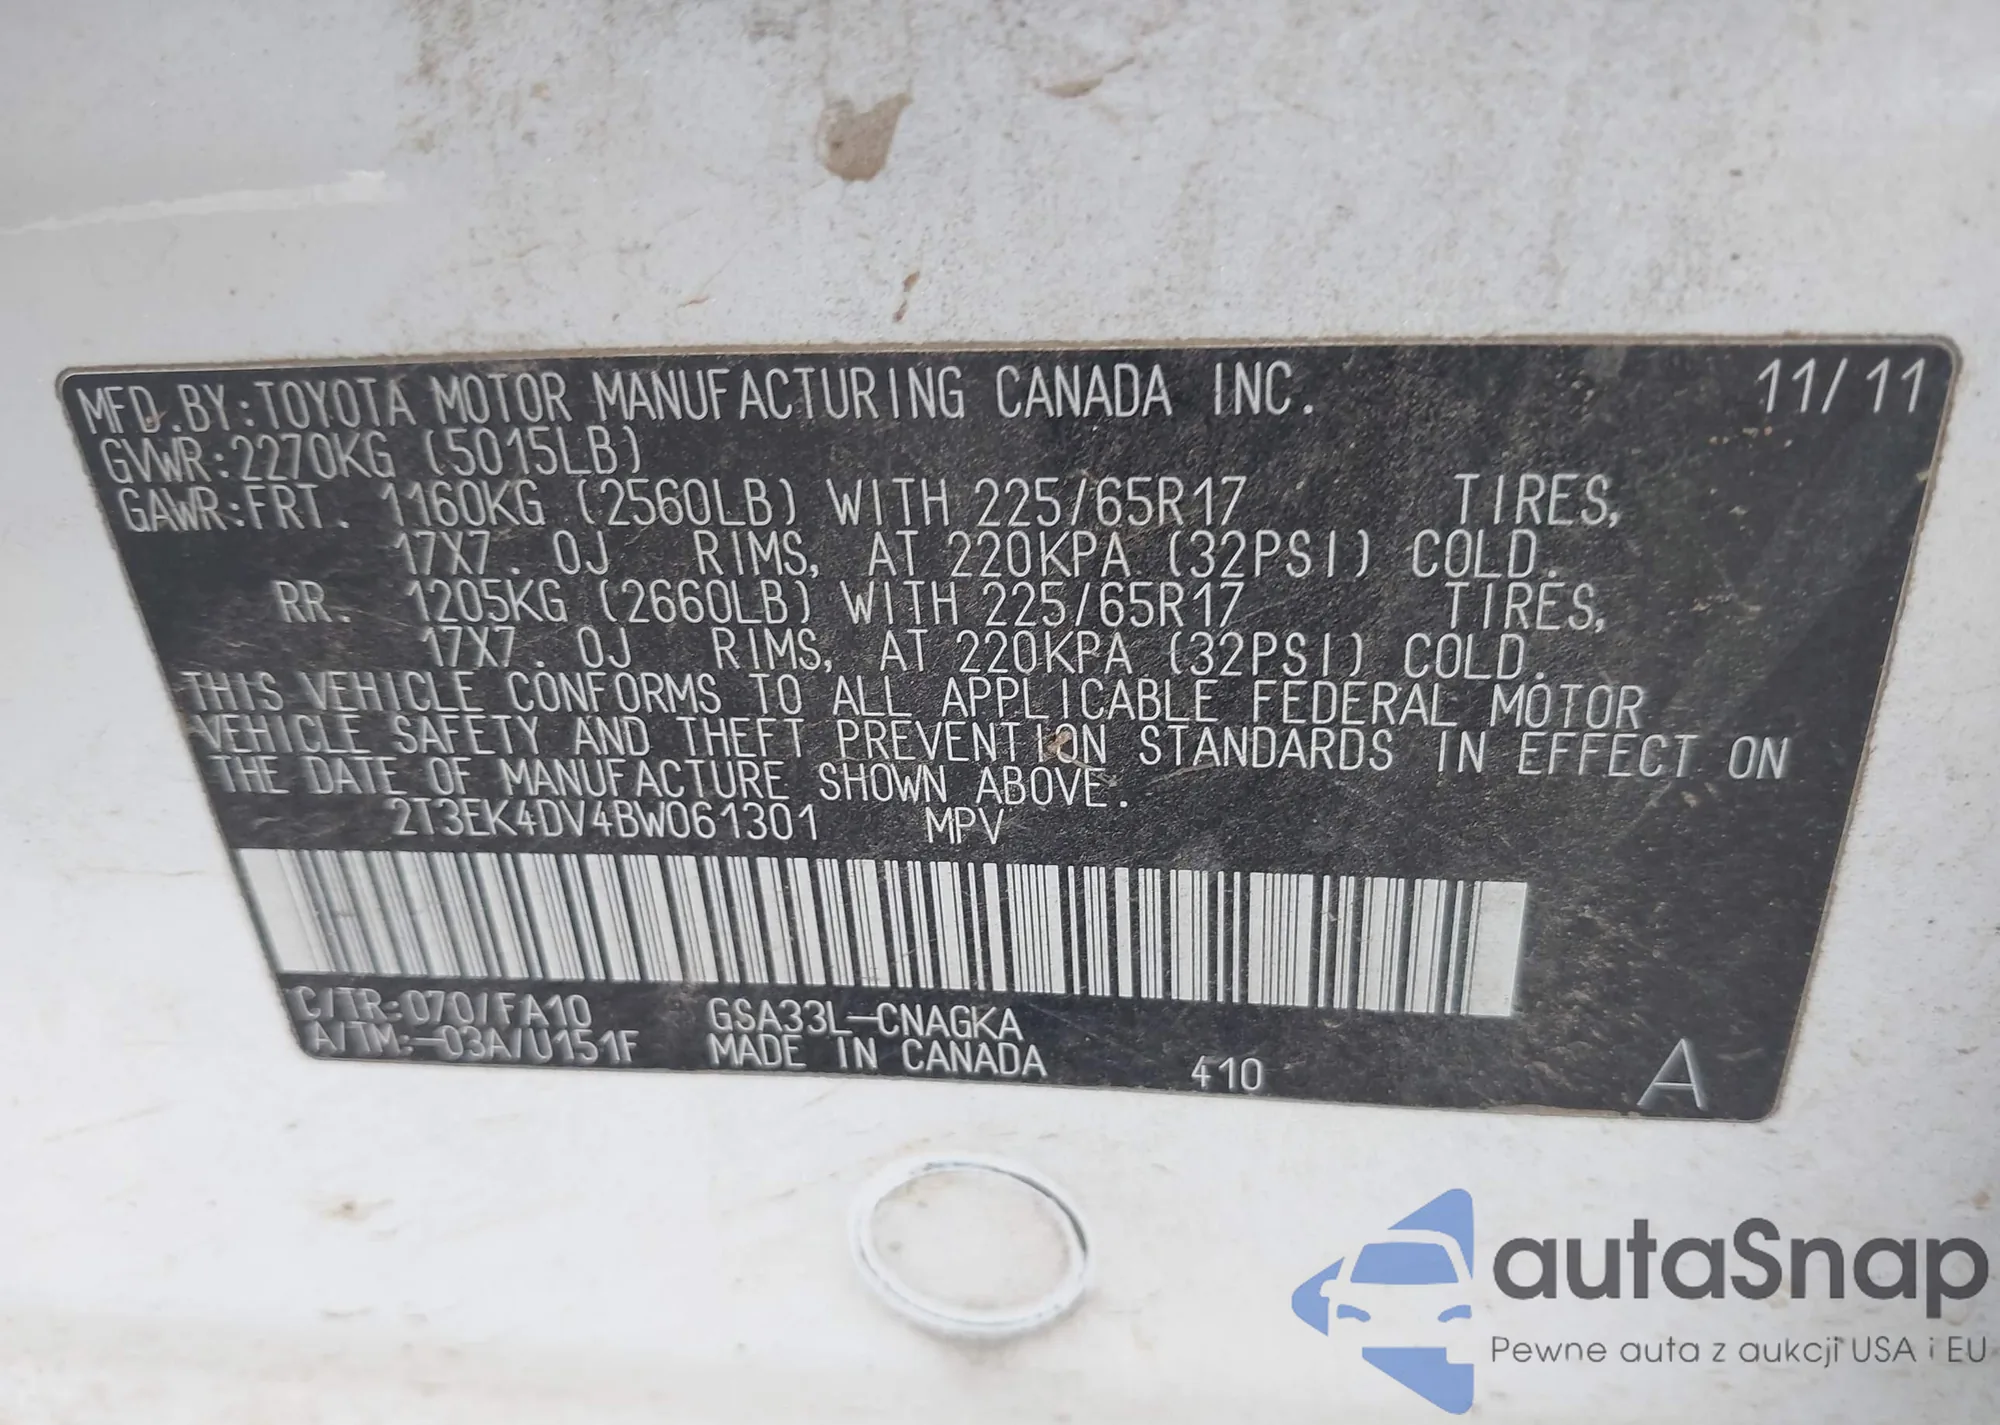 MFD.BY:TOYOTA MOTOR MANUFACTURING CANADA INC. 11/11
GVWR:2270KG (5015LB)
GAWR:FRT. 1160KG (2560LB) WITH 225/65R17 TIRES,
17X7.0J RIMS, AT 220KPA (32PSI) COLD.
RR. 1205KG (2660LB) WITH 225/65R17 TIRES,
17X7.0J RIMS, AT 220KPA (32PSI) COLD.
THIS VEHICLE CONFORMS TO ALL APPLICABLE FEDERAL MOTOR
VEHICLE SAFETY AND THEFT PREVENTION STANDARDS IN EFFECT ON
THE DATE OF MANUFACTURE SHOWN ABOVE.
2T3EK4DV4BW061301 MPV
C/TR:070/FA10 GSA33L-CNAGKA
A/TM:-03A/U151F MADE IN CANADA 410 A
autaSnap
Pewne auta z aukcji USA i EU